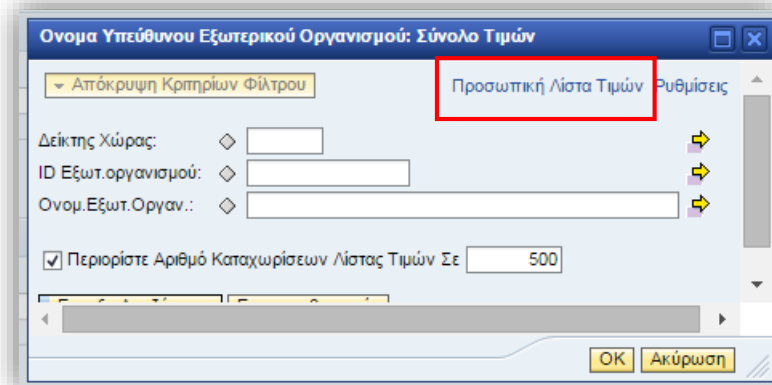 Ονομα Υπεύθυνου Εξωτερικού Οργανισμού: Σύνολο Τιμών
Απόκρυψη Κριτηρίων Φίλτρου Προσωπική Λίστα Τιμών Ρυθμίσεις
Δείκτης Χώρας:
ID Εξωτ.οργανισμού:
Ονομ.Εξωτ.Οργαν.:
Περιορίστε Αριθμό Καταχωρίσεων Λίστας Τιμών Σε 500
OK Ακύρωση